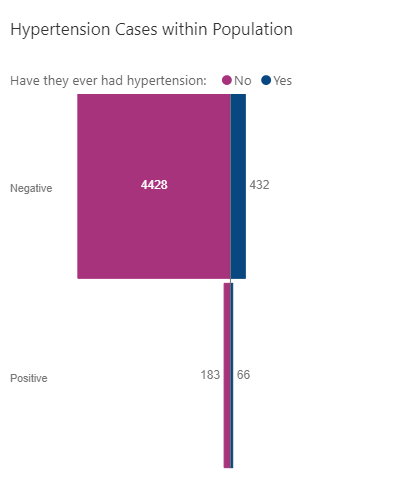 Hypertension Cases within Population
Have they ever had hypertension: No Yes
Negative 4428 432
Positive 183 66